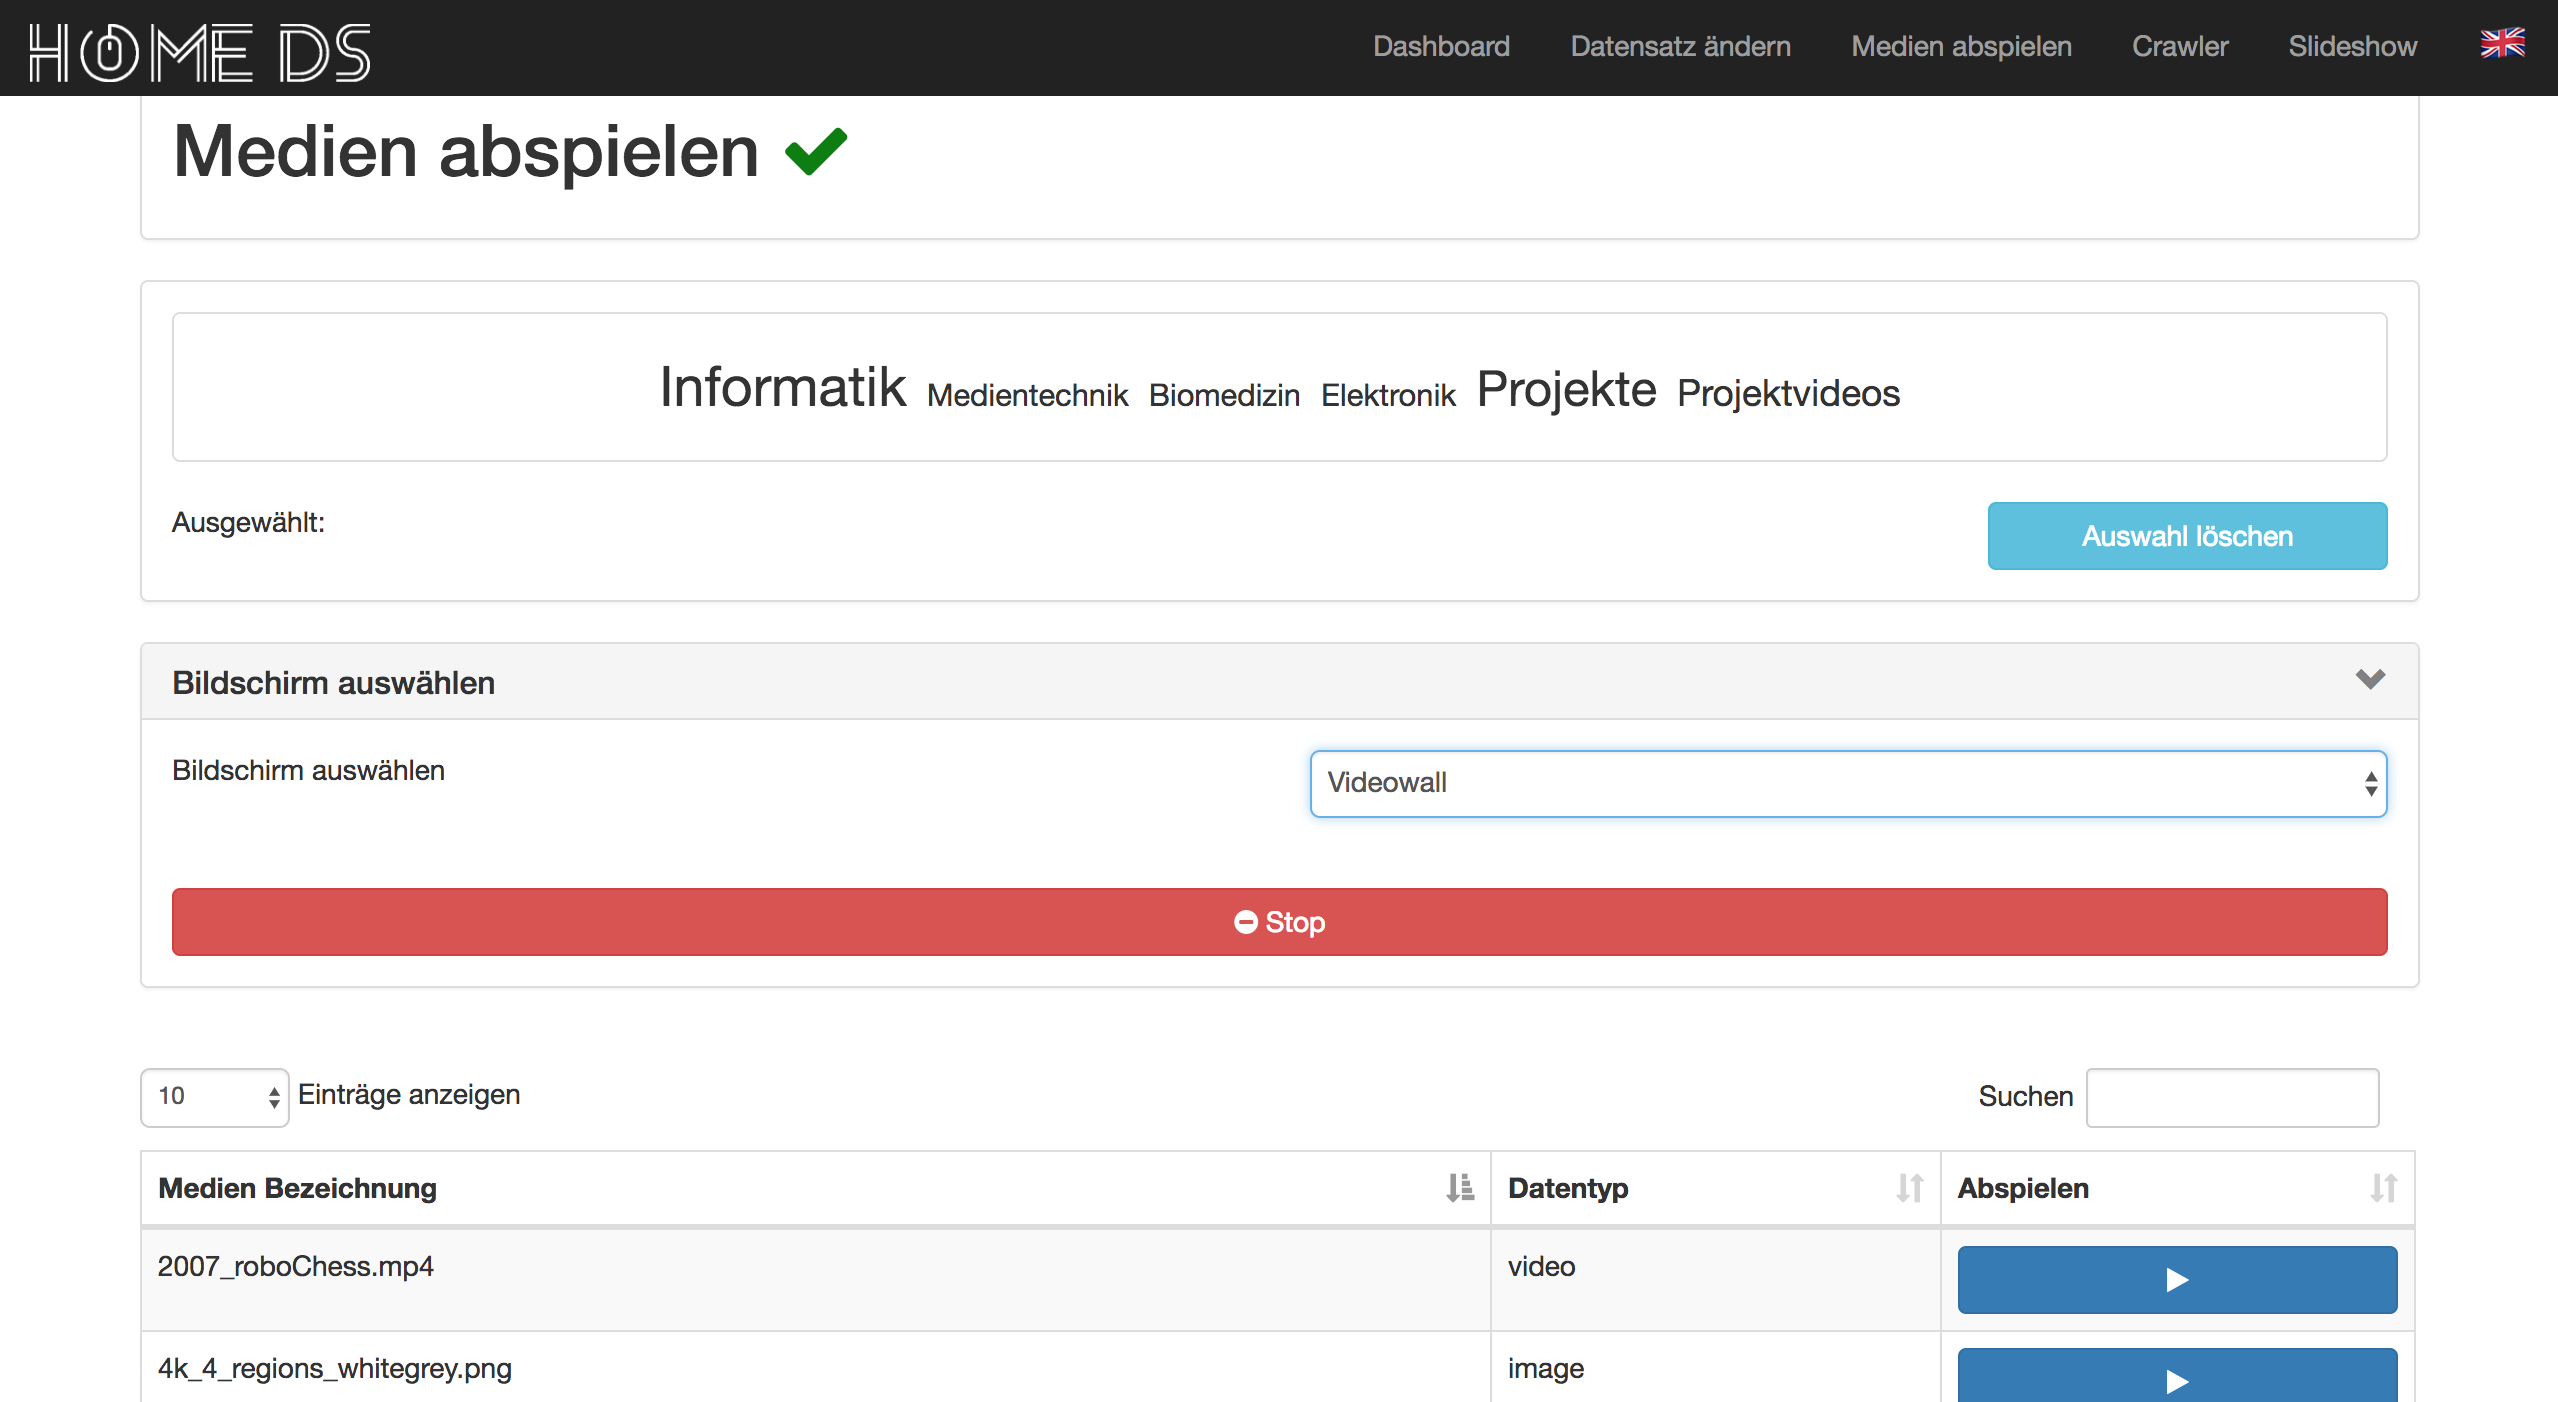 HOME DS
Dashboard Datensatz ändern Medien abspielen Crawler Slideshow
Medien abspielen
Informatik Medientechnik Biomedizin Elektronik Projekte Projektvideos
Ausgewählt: Auswahl löschen
Bildschirm auswählen
Bildschirm auswählen Videowall
Stop
10 Einträge anzeigen Suchen
Medien Bezeichnung Datentyp Abspielen
2007_roboChess.mp4 video
4k_4_regions_whitegrey.png image